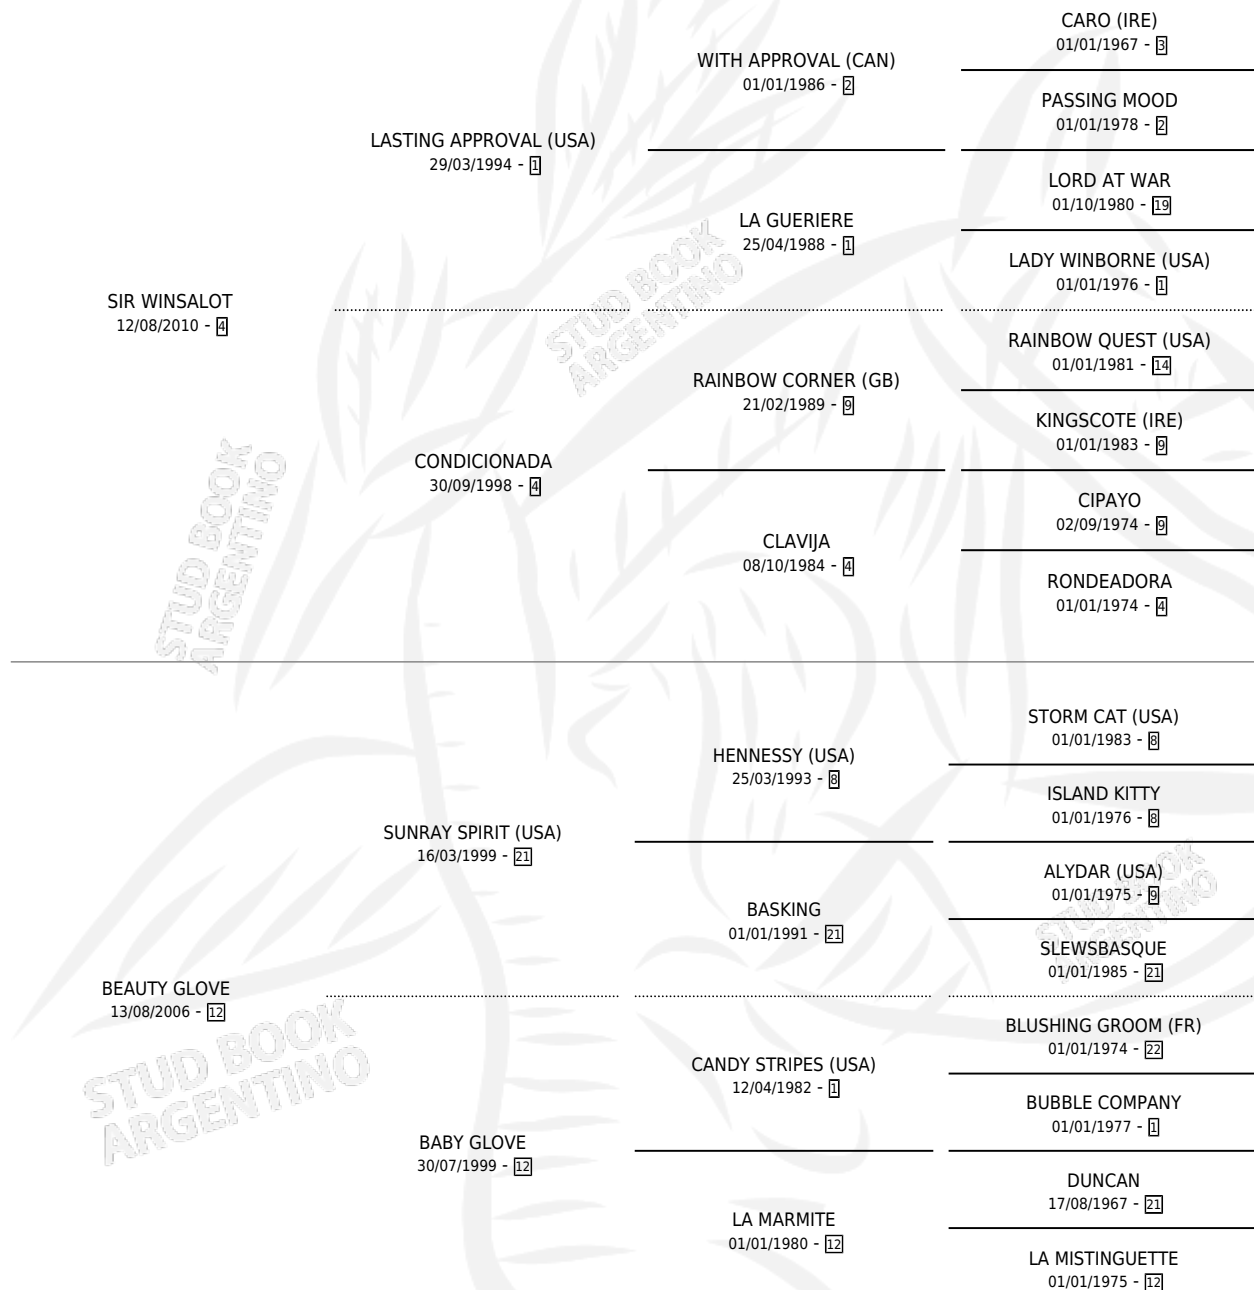 CARO (IRE)
01/01/1967 - 3
WITH APPROVAL (CAN)
01/01/1986 - 2
PASSING MOOD
01/01/1978 - 2
LASTING APPROVAL (USA)
29/03/1994 - 1
LORD AT WAR
01/10/1980 - 19
LA GUERIERE
25/04/1988 - 1
LADY WINBORNE (USA)
01/01/1976 - 1
SIR WINSALOT
12/08/2010 - 4
RAINBOW QUEST (USA)
01/01/1981 - 14
RAINBOW CORNER (GB)
21/02/1989 - 9
KINGSCOTE (IRE)
01/01/1983 - 9
CONDICIONADA
30/09/1998 - 4
CIPAYO
02/09/1974 - 9
CLAVIJA
08/10/1984 - 4
RONDEADORA
01/01/1974 - 4
STORM CAT (USA)
01/01/1983 - 8
HENNESSY (USA)
25/03/1993 - 8
ISLAND KITTY
01/01/1976 - 8
SUNRAY SPIRIT (USA)
16/03/1999 - 21
ALYDAR (USA)
01/01/1975 - 9
BASKING
01/01/1991 - 21
SLEWSBASQUE
01/01/1985 - 21
BEAUTY GLOVE
13/08/2006 - 12
BLUSHING GROOM (FR)
01/01/1974 - 22
CANDY STRIPES (USA)
12/04/1982 - 1
BUBBLE COMPANY
01/01/1977 - 1
BABY GLOVE
30/07/1999 - 12
DUNCAN
17/08/1967 - 21
LA MARMITE
01/01/1980 - 12
LA MISTINGUETTE
01/01/1975 - 12
STUD BOOK
ARGENTINO
STUD BOOK
ARGENTINO
STUD BOOK
ARGENTINO
STUD BOOK
ARGENTINO